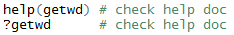 help(getwd) # check help doc
?getwd      # check help doc